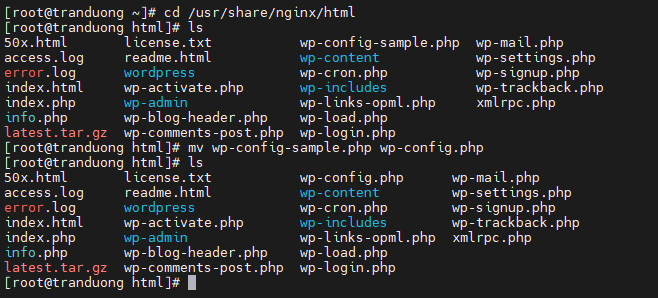 [root@tranduong ~]# cd /usr/share/nginx/html
[root@tranduong html]# ls
50x.html        license.txt           wp-config-sample.php  wp-mail.php
access.log      readme.html           wp-content            wp-settings.php
error.log       wordpress             wp-cron.php           wp-signup.php
index.html      wp-activate.php       wp-includes           wp-trackback.php
index.php       wp-admin              wp-links-opml.php     xmlrpc.php
info.php        wp-blog-header.php    wp-load.php
latest.tar.gz   wp-comments-post.php  wp-login.php
[root@tranduong html]# mv wp-config-sample.php wp-config.php
[root@tranduong html]# ls
50x.html        license.txt           wp-config.php      wp-mail.php
access.log      readme.html           wp-content         wp-settings.php
error.log       wordpress             wp-cron.php        wp-signup.php
index.html      wp-activate.php       wp-includes        wp-trackback.php
index.php       wp-admin              wp-links-opml.php  xmlrpc.php
info.php        wp-blog-header.php    wp-load.php
latest.tar.gz   wp-comments-post.php  wp-login.php
[root@tranduong html]#